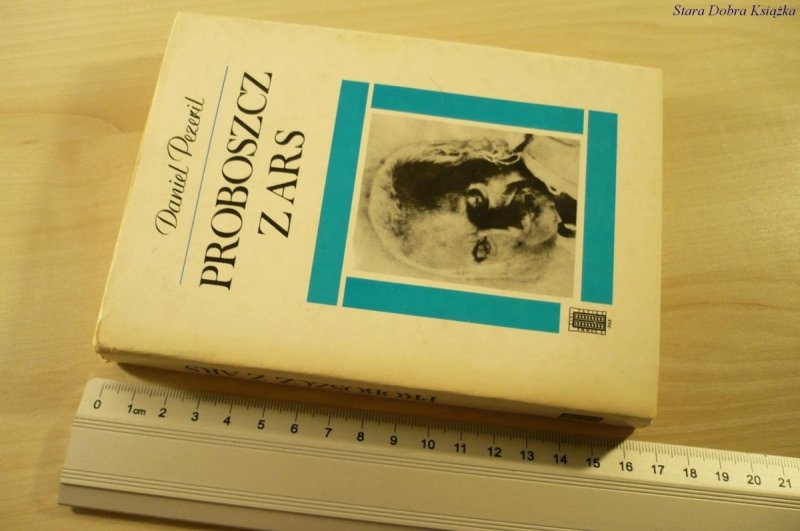 Stara Dobra Książka
Daniel Pezeril
PROBOSZCZ
Z ARS
PAX
PROBOSZCZ Z ARS
0 1cm 2 3 4 5 6 7 8 9 10 11 12 13 14 15 16 17 18 19 20 21